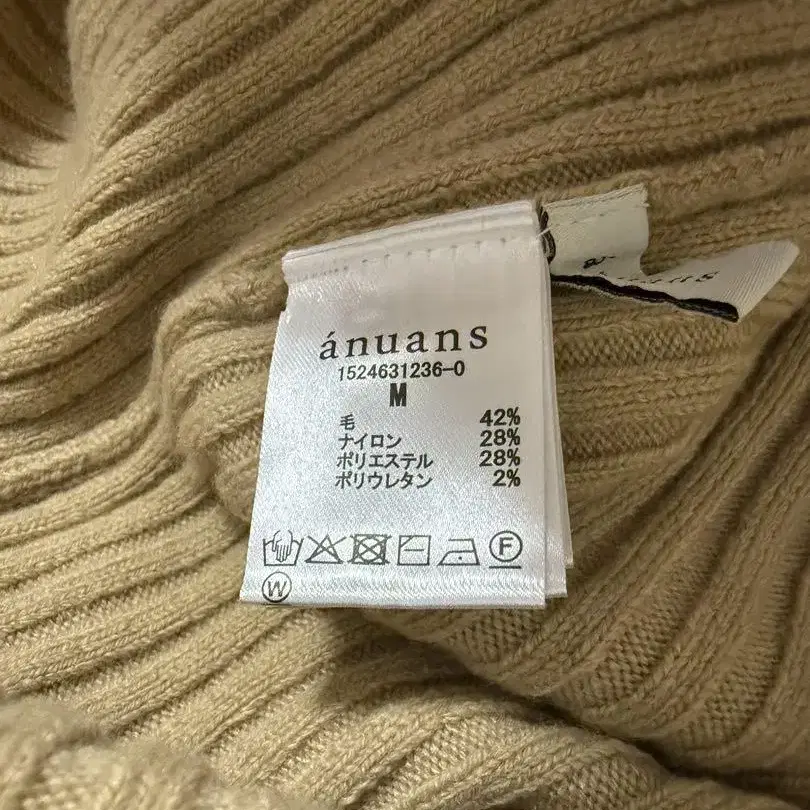 ánuans
1524631236-0
M
毛 42%
ナイロン 28%
ポリエステル 28%
ポリウレタン 2%
F
W